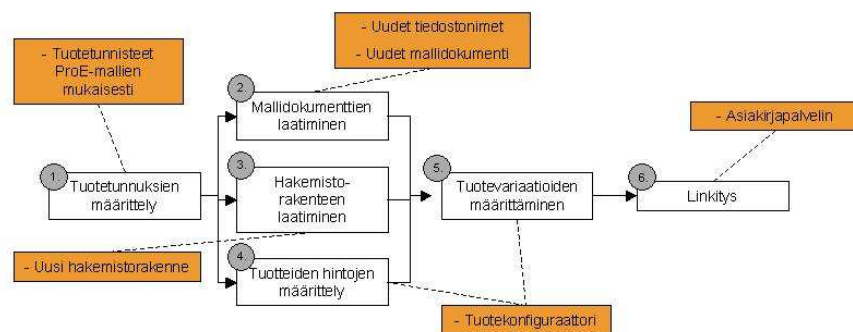 - Uudet tiedostonimet
- Uudet mallidokumenti
- Tuotetunnisteet
ProE-mallien
mukaisesti
2.
Mallidokumenttien
laatiminen
- Asiakirjapalvelin
1.
Tuotetunnuksien
määrittely
3.
Hakemisto-
rakenteen
laatiminen
5.
Tuotevariaatioiden
määrittäminen
6.
Linkitys
- Uusi hakemistorakenne
4.
Tuotteiden hintojen
määrittely
- Tuotekonfiguraattori